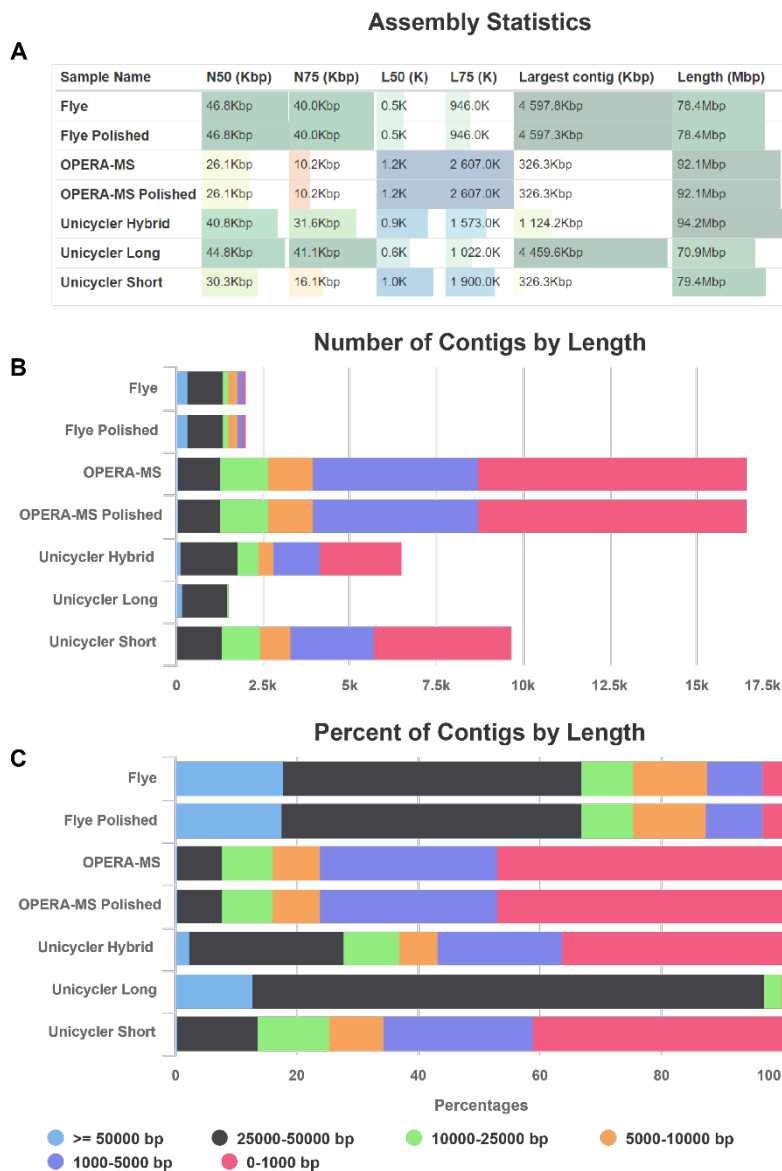 Assembly Statistics
A
Sample Name N50 (Kbp) N75 (Kbp) L50 (K) L75 (K) Largest contig (Kbp) Length (Mbp)
Flye 46.8Kbp 40.0Kbp 0.5K 946.0K 4 597.8Kbp 78.4Mbp
Flye Polished 46.8Kbp 40.0Kbp 0.5K 946.0K 4 597.3Kbp 78.4Mbp
OPERA-MS 26.1Kbp 10.2Kbp 1.2K 2 607.0K 326.3Kbp 92.1Mbp
OPERA-MS Polished 26.1Kbp 10.2Kbp 1.2K 2 607.0K 326.3Kbp 92.1Mbp
Unicycler Hybrid 40.8Kbp 31.6Kbp 0.9K 1 573.0K 1 124.2Kbp 94.2Mbp
Unicycler Long 44.8Kbp 41.1Kbp 0.6K 1 022.0K 4 459.6Kbp 70.9Mbp
Unicycler Short 30.3Kbp 16.1Kbp 1.0K 1 900.0K 326.3Kbp 79.4Mbp
Number of Contigs by Length
B
Flye
Flye Polished
OPERA-MS
OPERA-MS Polished
Unicycler Hybrid
Unicycler Long
Unicycler Short
0 2.5k 5k 7.5k 10k 12.5k 15k 17.5k
Percent of Contigs by Length
C
Flye
Flye Polished
OPERA-MS
OPERA-MS Polished
Unicycler Hybrid
Unicycler Long
Unicycler Short
0 20 40 60 80 100
Percentages
>= 50000 bp 25000-50000 bp 10000-25000 bp 5000-10000 bp
1000-5000 bp 0-1000 bp